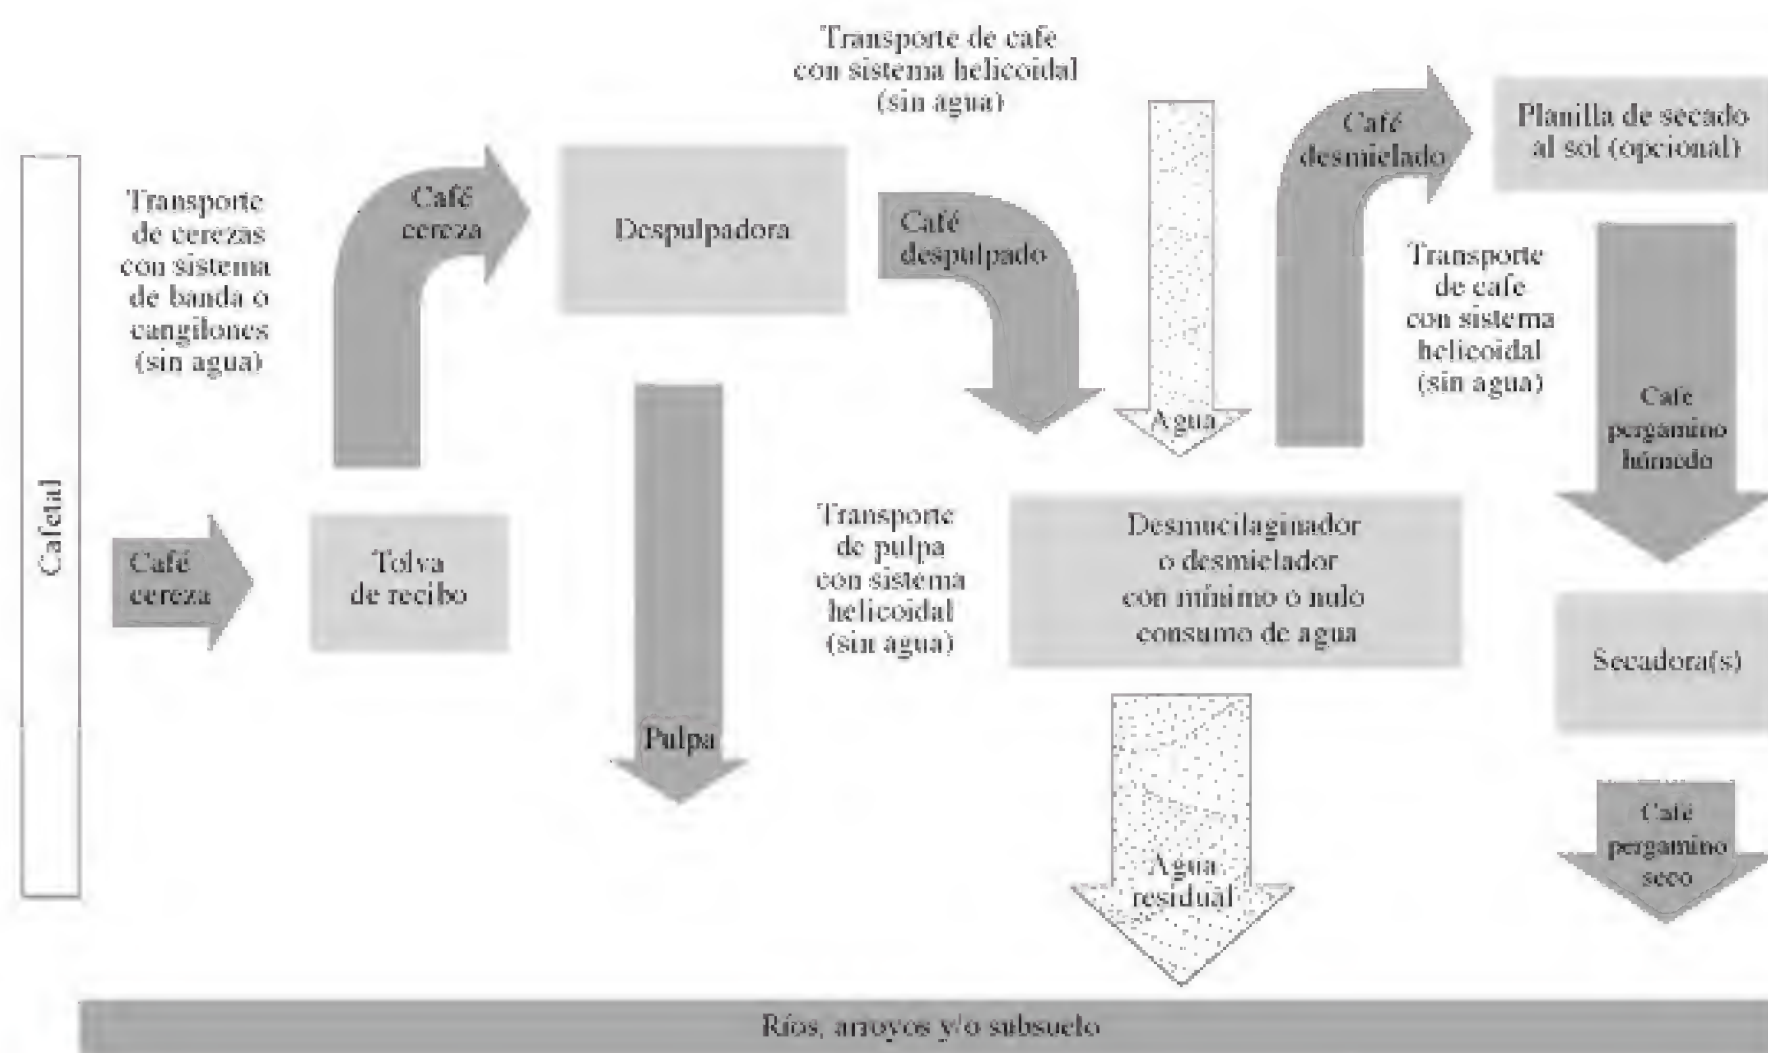 Cafetal
Café
cereza
Transporte
de cerezas
con sistema
de banda o
cangilones
(sin agua)
Tolva
de recibo
Café
cereza
Despulpadora
Pulpa
Transporte de cafe
con sistema helicoidal
(sin agua)
Café
despulpado
Transporte
de pulpa
con sistema
helicoidal
(sin agua)
Agua
Desmucilaginador
o desmielador
con mínimo o nulo
consumo de agua
Agua
residual
Café
desmielado
Transporte
de cafe
con sistema
helicoidal
(sin agua)
Planilla de secado
al sol (opcional)
Café
pergamino
húmedo
Secadora(s)
Café
pergamino
seco
Ríos, arroyos y/o subsuelo